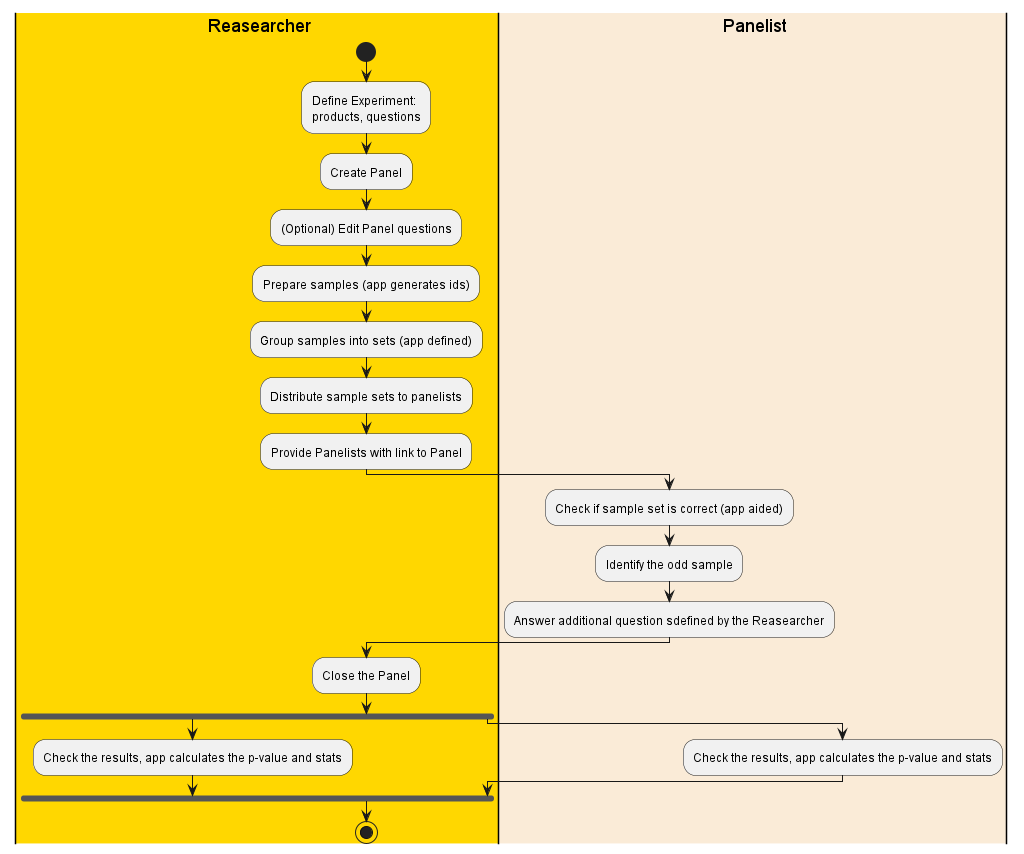 Reasearcher
Panelist
Define Experiment:
products, questions
Create Panel
(Optional) Edit Panel questions
Prepare samples (app generates ids)
Group samples into sets (app defined)
Distribute sample sets to panelists
Provide Panelists with link to Panel
Check if sample set is correct (app aided)
Identify the odd sample
Answer additional question sdefined by the Reasearcher
Close the Panel
Check the results, app calculates the p-value and stats
Check the results, app calculates the p-value and stats